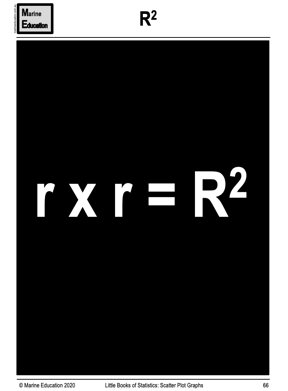 Marine
Education
R²
r x r = R²
© Marine Education 2020 Little Books of Statistics: Scatter Plot Graphs 66